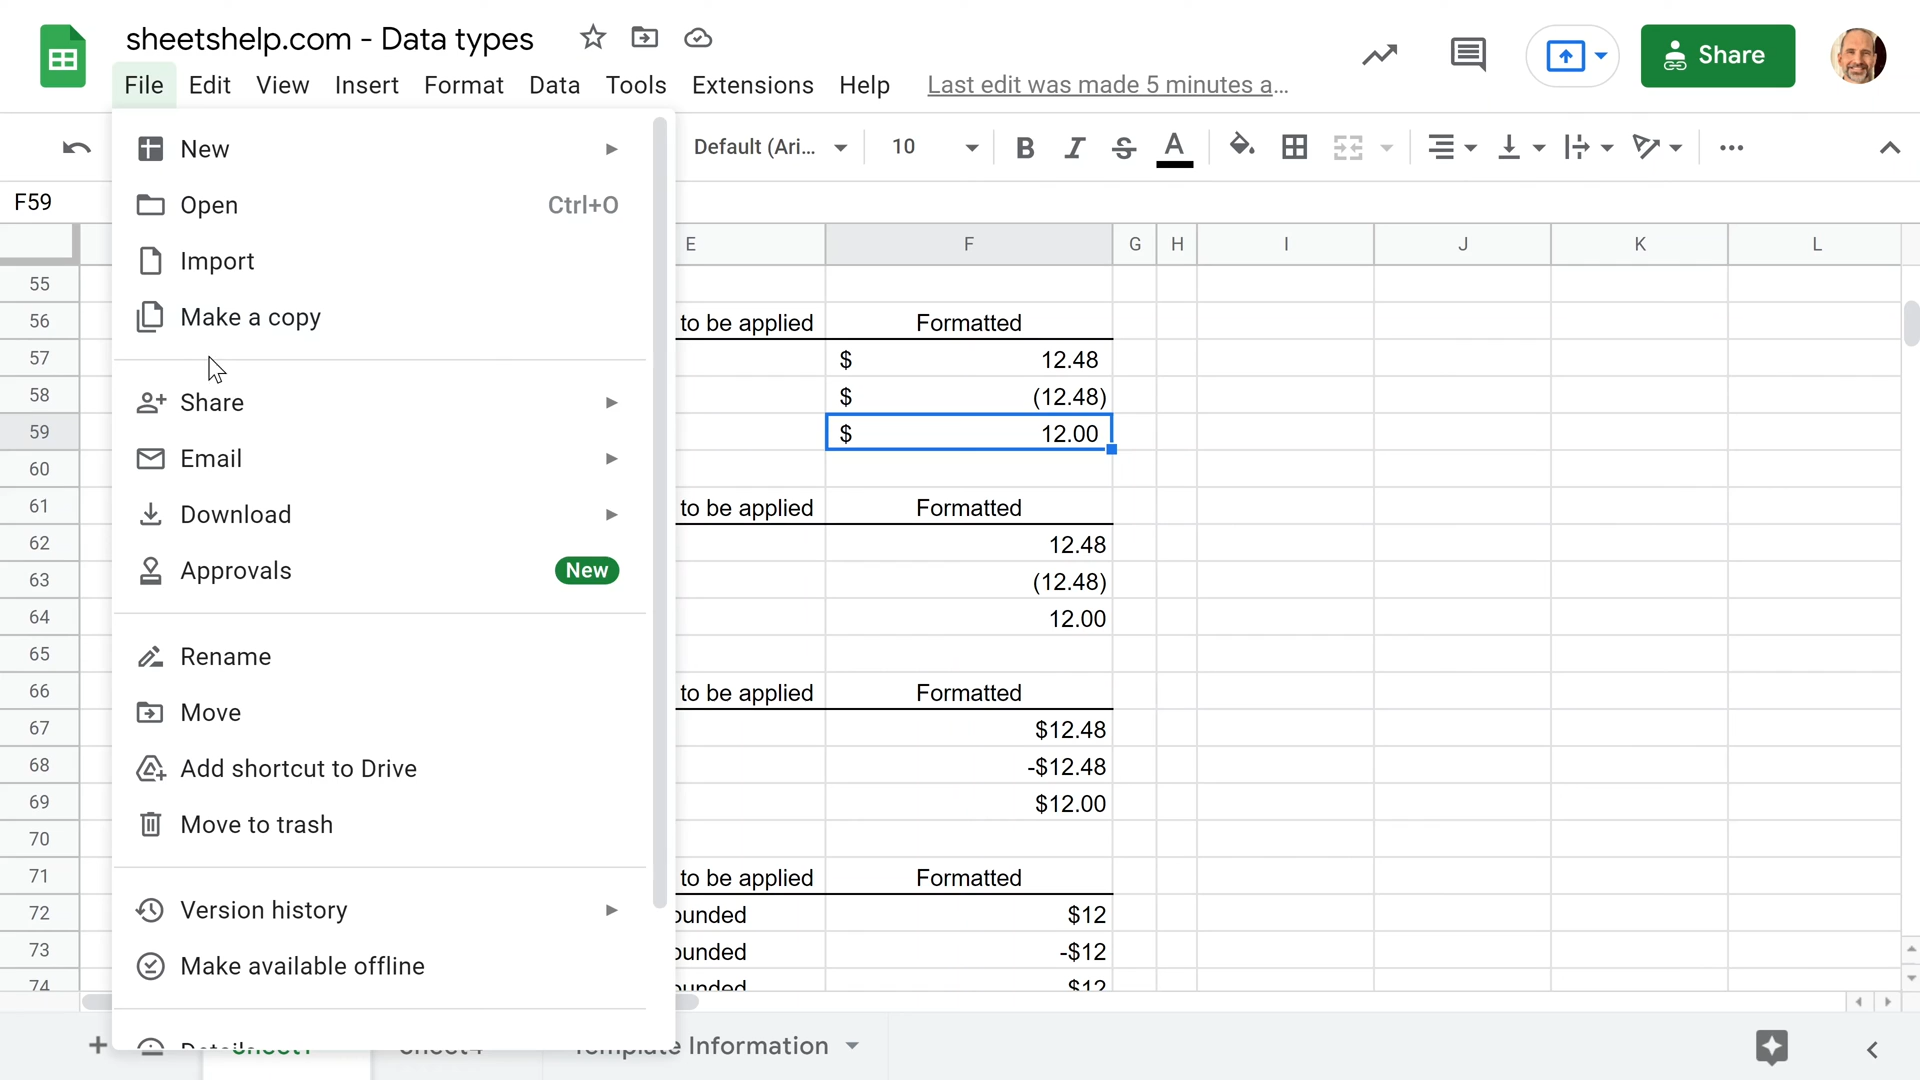 sheetshelp.com - Data types
File Edit View Insert Format Data Tools Extensions Help Last edit was made 5 minutes a...
Share
Default (Ari... 10 B I S A
F59
New
Open Ctrl+O
Import
Make a copy
Share
Email
Download
Approvals New
Rename
Move
Add shortcut to Drive
Move to trash
Version history
Make available offline
E F G H I J K L
55
56 to be applied Formatted
57 $ 12.48
58 $ (12.48)
59 $ 12.00
60
61 to be applied Formatted
62 12.48
63 (12.48)
64 12.00
65
66 to be applied Formatted
67 $12.48
68 -$12.48
69 $12.00
70
71 to be applied Formatted
72 ounded $12
73 ounded -$12
74 ounded $12
Sheet1 Information